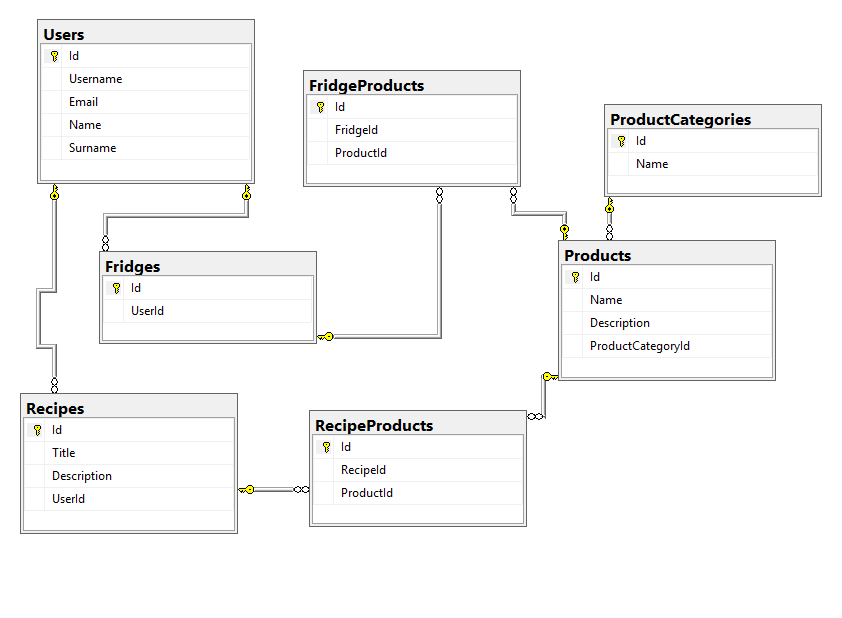 Users
Id
Username
Email
Name
Surname
FridgeProducts
Id
FridgeId
ProductId
ProductCategories
Id
Name
Fridges
Id
UserId
Products
Id
Name
Description
ProductCategoryId
Recipes
Id
Title
Description
UserId
RecipeProducts
Id
RecipeId
ProductId